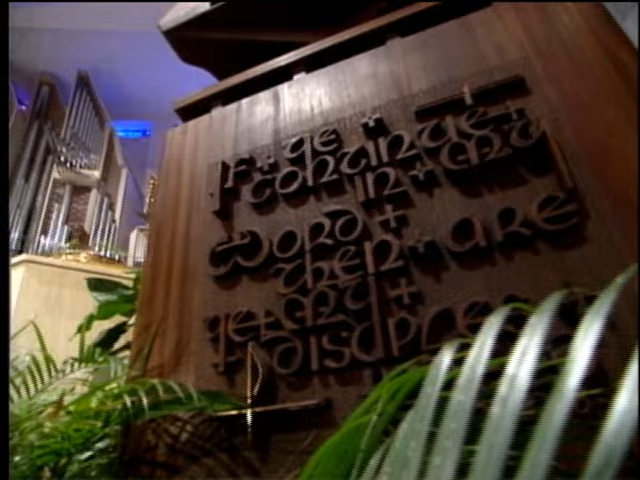 IF YE
CONTINUE
IN MY
WORD
THEN ARE
YE MY
DISCIPLES